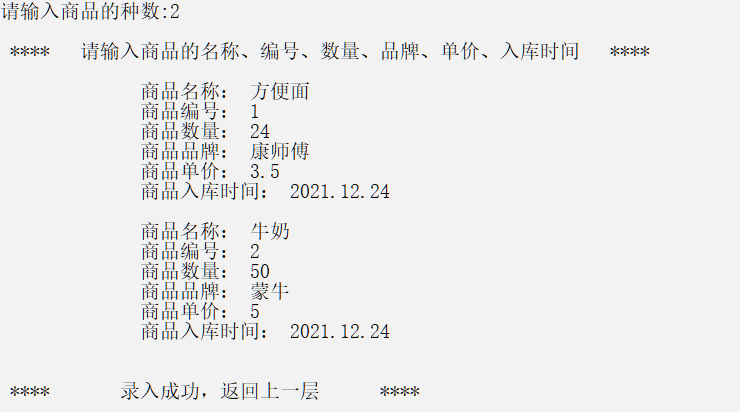 请输入商品的种数:2
****   请输入商品的名称、编号、数量、品牌、单价、入库时间   ****
商品名称： 方便面
商品编号： 1
商品数量： 24
商品品牌： 康师傅
商品单价： 3.5
商品入库时间： 2021.12.24
商品名称： 牛奶
商品编号： 2
商品数量： 50
商品品牌： 蒙牛
商品单价： 5
商品入库时间： 2021.12.24
****       录入成功，返回上一层      ****